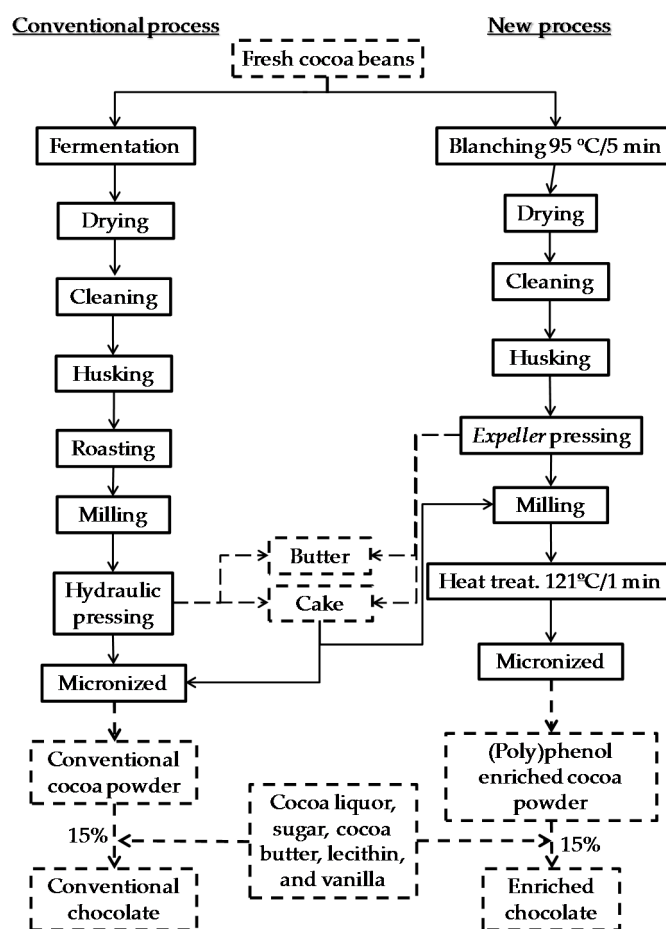 Conventional process
New process
Fresh cocoa beans
Fermentation
Blanching 95 ºC/5 min
Drying
Drying
Cleaning
Cleaning
Husking
Husking
Roasting
Expeller pressing
Milling
Milling
Butter
Hydraulic
pressing
Cake
Heat treat. 121ºC/1 min
Micronized
Micronized
Conventional
cocoa powder
(Poly)phenol
enriched cocoa
powder
Cocoa liquor,
sugar, cocoa
butter, lecithin,
and vanilla
15%
15%
Conventional
chocolate
Enriched
chocolate